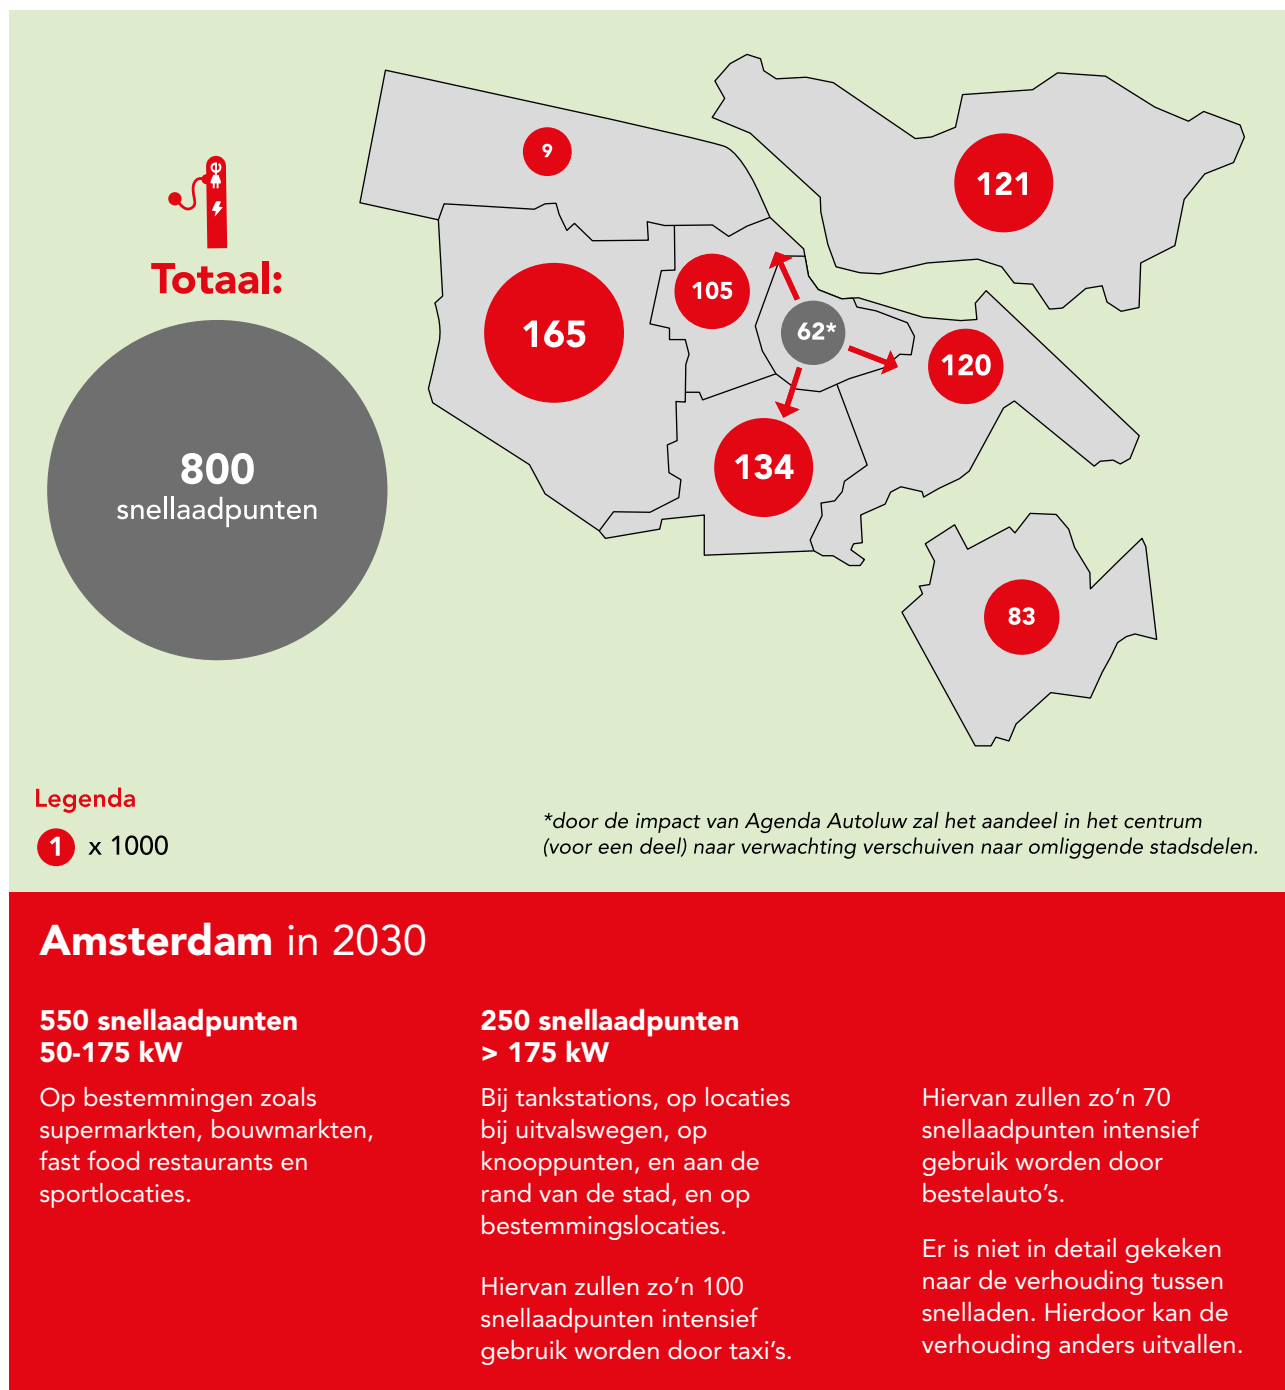 9
121
Totaal:
105
165
62*
120
800
snellaadpunten
134
83
Legenda
1 x 1000
*door de impact van Agenda Autoluw zal het aandeel in het centrum
(voor een deel) naar verwachting verschuiven naar omliggende stadsdelen.
Amsterdam in 2030
550 snellaadpunten
50-175 kW
Op bestemmingen zoals
supermarkten, bouwmarkten,
fast food restaurants en
sportlocaties.
250 snellaadpunten
> 175 kW
Bij tankstations, op locaties
bij uitvalswegen, op
knooppunten, en aan de
rand van de stad, en op
bestemmingslocaties.
Hiervan zullen zo’n 100
snellaadpunten intensief
gebruik worden door taxi’s.
Hiervan zullen zo’n 70
snellaadpunten intensief
gebruik worden door
bestelauto’s.
Er is niet in detail gekeken
naar de verhouding tussen
snelladen. Hierdoor kan de
verhouding anders uitvallen.